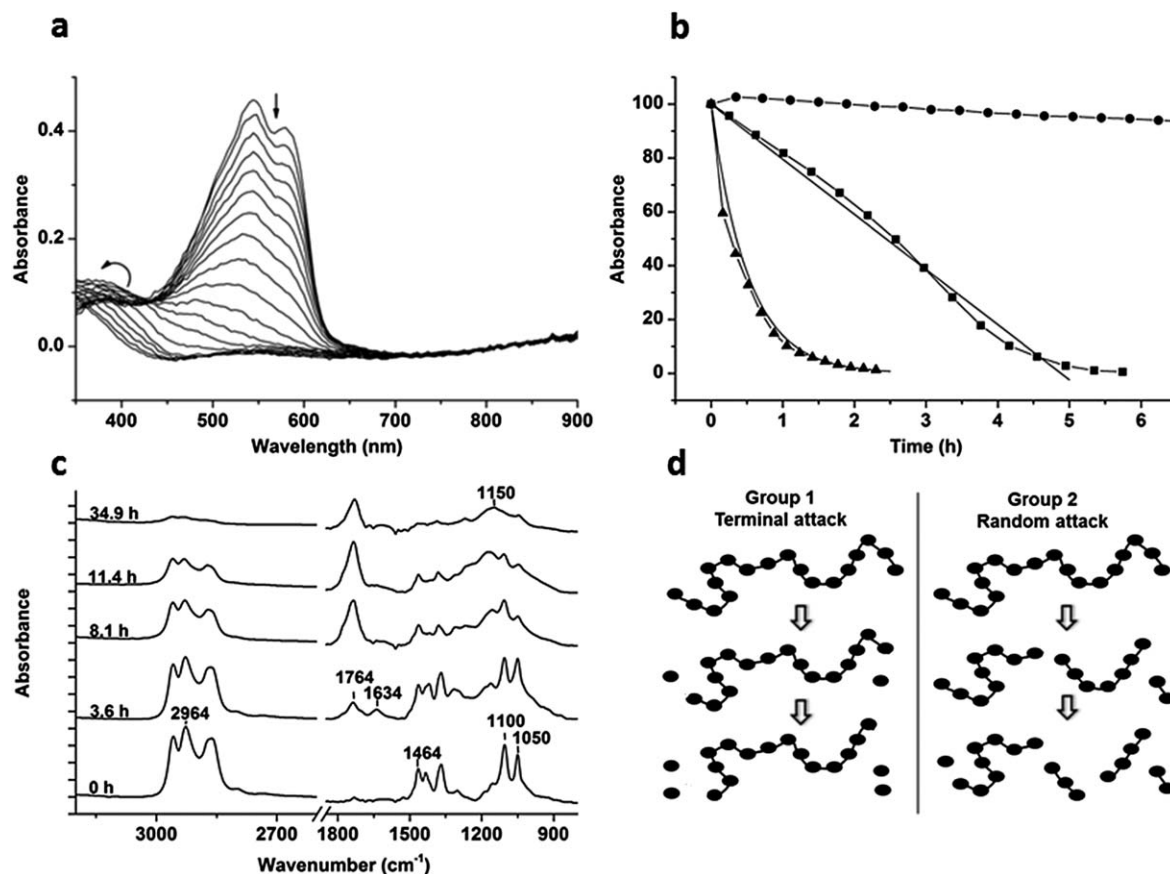 a
0.4
0.2
0.0
Absorbance
400 500 600 700 800 900
Wavelength (nm)
b
100
80
60
40
20
0
Absorbance
0 1 2 3 4 5 6
Time (h)
c
34.9 h
11.4 h
8.1 h
3.6 h
0 h
1150
1764
1634
2964
1464
1100
1050
Absorbance
3000 2700 1800 1500 1200 900
Wavenumber (cm⁻¹)
d
Group 1
Terminal attack
Group 2
Random attack